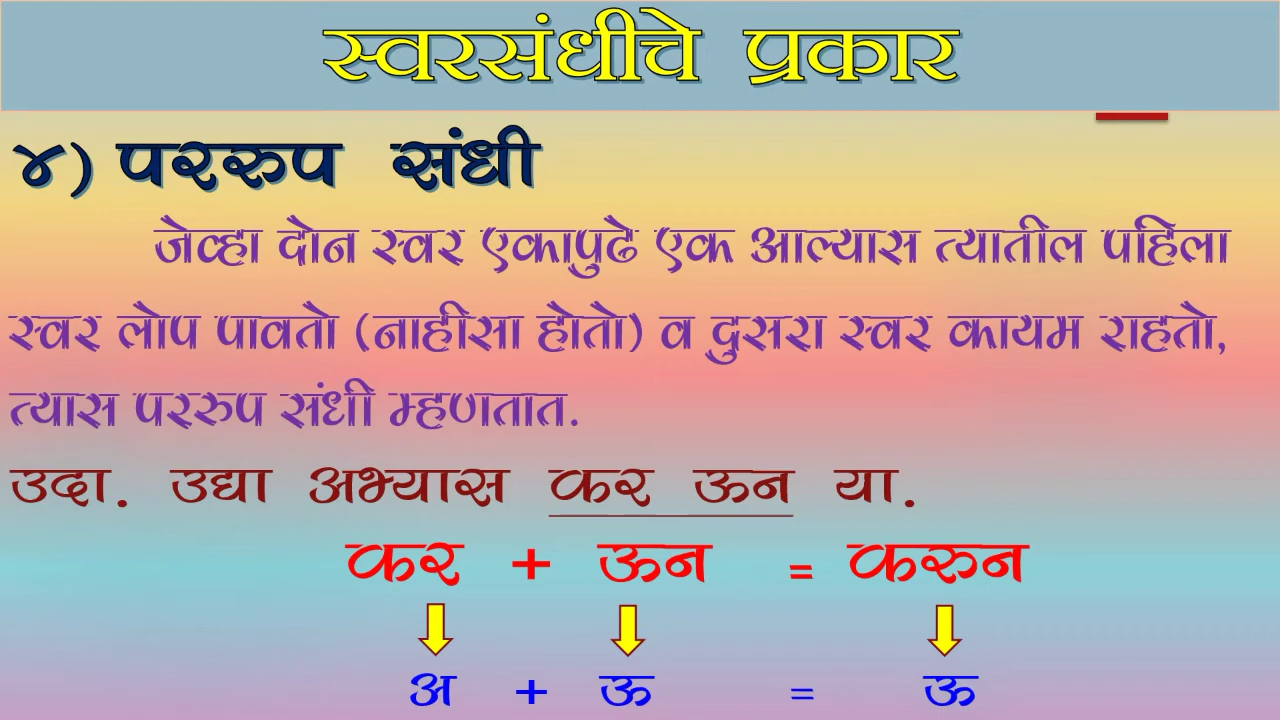 स्वरसंधीचे प्रकार
४) पररुप संधी
जेव्हा दोन स्वर एकापुढे एक आल्यास त्यातील पहिला
स्वर लोप पावतो (नाहीसा होतो) व दुसरा स्वर कायम राहतो,
त्यास पररुप संधी म्हणतात.
उदा. उद्या अभ्यास कर ऊन या.
कर + ऊन = करुन
अ + ऊ = ऊ